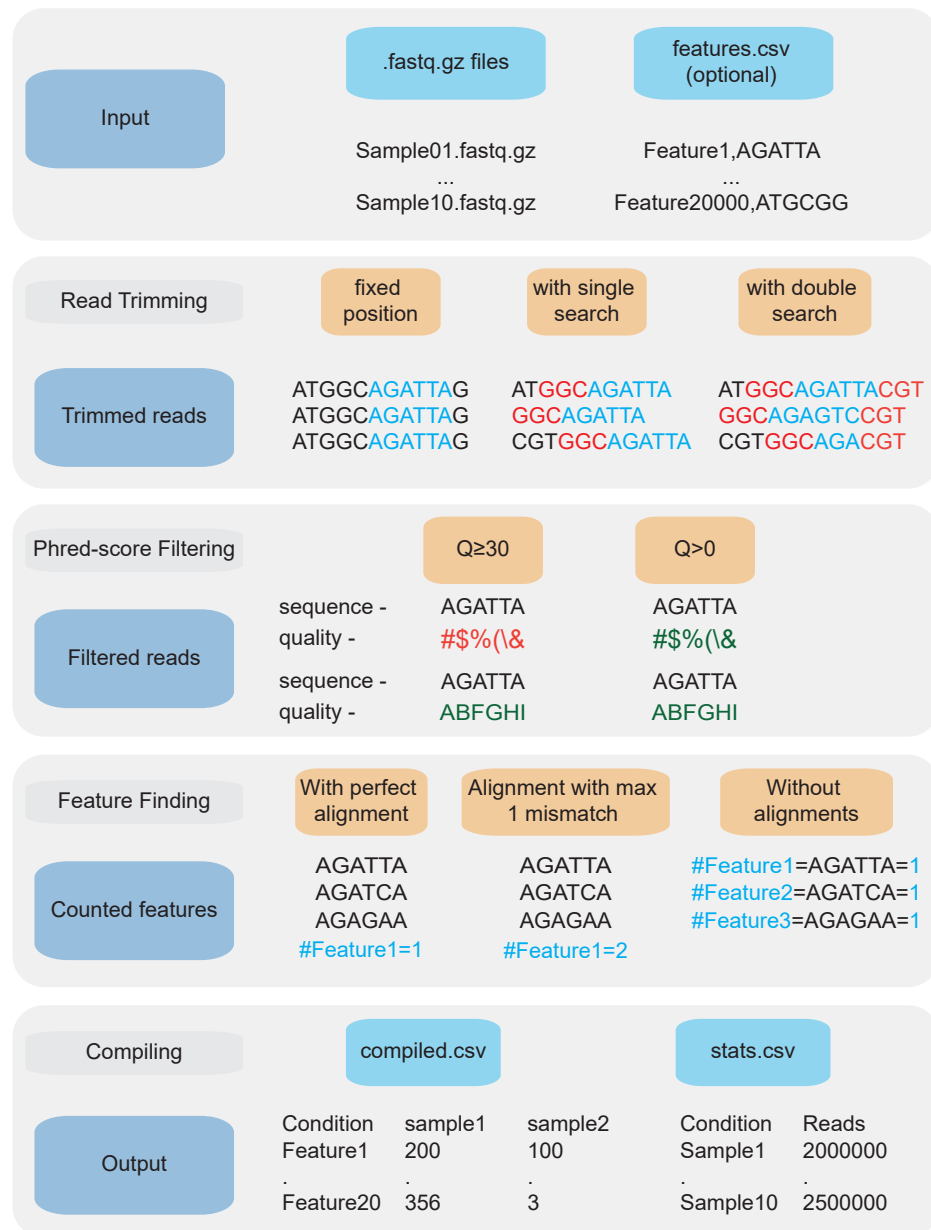 Input
.fastq.gz files
features.csv
(optional)
Sample01.fastq.gz
...
Sample10.fastq.gz
Feature1,AGATTA
...
Feature20000,ATGCGG
Read Trimming
fixed
position
with single
search
with double
search
Trimmed reads
ATGGCAGATTAG
ATGGCAGATTAG
ATGGCAGATTAG
ATGGCAGATTA
GGCAGATTA
CGTGGCAGATTA
ATGGCAGATTACGT
GGCAGAGTCCGT
CGTGGCAGACGT
Phred-score Filtering
Q≥30
Q>0
Filtered reads
sequence - AGATTA AGATTA
quality - #$%(\& #$%(\&
sequence - AGATTA AGATTA
quality - ABFGHI ABFGHI
Feature Finding
With perfect
alignment
Alignment with max
1 mismatch
Without
alignments
Counted features
AGATTA
AGATCA
AGAGAA
#Feature1=1
AGATTA
AGATCA
AGAGAA
#Feature1=2
#Feature1=AGATTA=1
#Feature2=AGATCA=1
#Feature3=AGAGAA=1
Compiling
compiled.csv
stats.csv
Output
Condition sample1 sample2
Feature1 200 100
. . .
Feature20 356 3
Condition Reads
Sample1 2000000
. .
Sample10 2500000